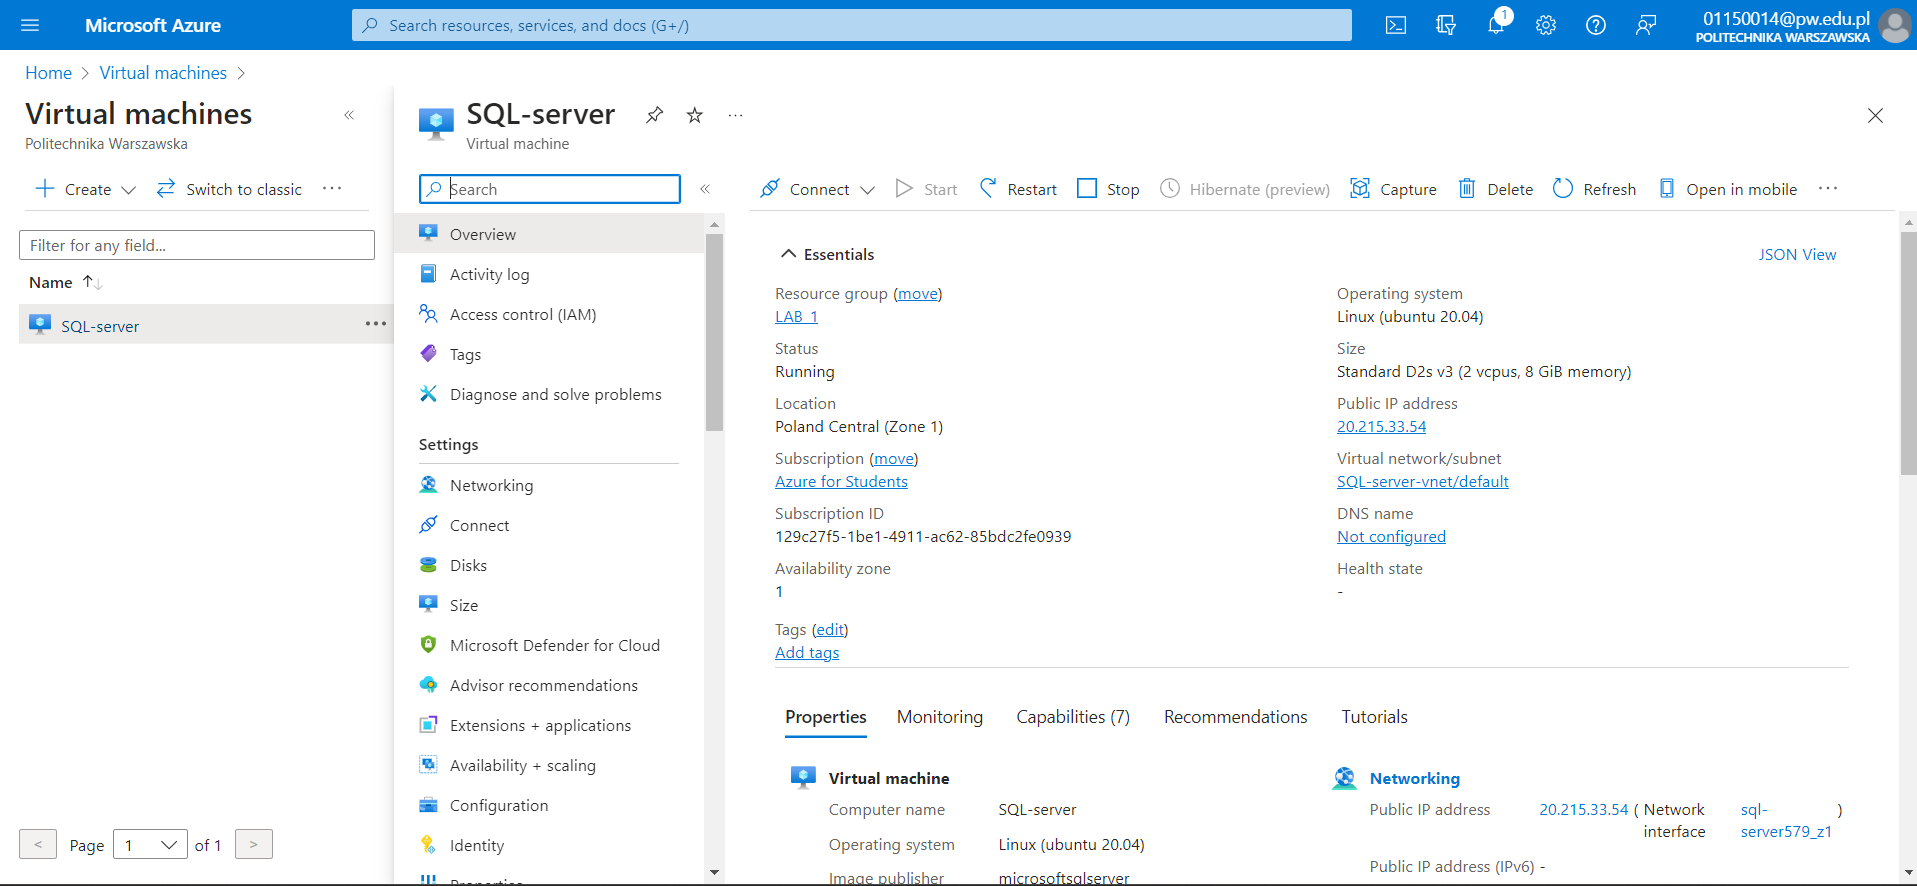 Microsoft Azure
Search resources, services, and docs (G+/)
1
01150014@pw.edu.pl
POLITECHNIKA WARSZAWSKA
Home > Virtual machines >
Virtual machines
Politechnika Warszawska
Create
Switch to classic
Filter for any field...
Name
SQL-server
< Page 1 of 1 >
SQL-server
Virtual machine
Search
Overview
Activity log
Access control (IAM)
Tags
Diagnose and solve problems
Settings
Networking
Connect
Disks
Size
Microsoft Defender for Cloud
Advisor recommendations
Extensions + applications
Availability + scaling
Configuration
Identity
Properties
Connect
Start
Restart
Stop
Hibernate (preview)
Capture
Delete
Refresh
Open in mobile
Essentials
JSON View
Resource group (move)
LAB_1
Status
Running
Location
Poland Central (Zone 1)
Subscription (move)
Azure for Students
Subscription ID
129c27f5-1be1-4911-ac62-85bdc2fe0939
Availability zone
1
Operating system
Linux (ubuntu 20.04)
Size
Standard D2s v3 (2 vcpus, 8 GiB memory)
Public IP address
20.215.33.54
Virtual network/subnet
SQL-server-vnet/default
DNS name
Not configured
Health state
-
Tags (edit)
Add tags
Properties
Monitoring
Capabilities (7)
Recommendations
Tutorials
Virtual machine
Computer name SQL-server
Operating system Linux (ubuntu 20.04)
Image publisher microsoftsqlserver
Networking
Public IP address 20.215.33.54 ( Network interface sql-server579_z1 )
Public IP address (IPv6) -